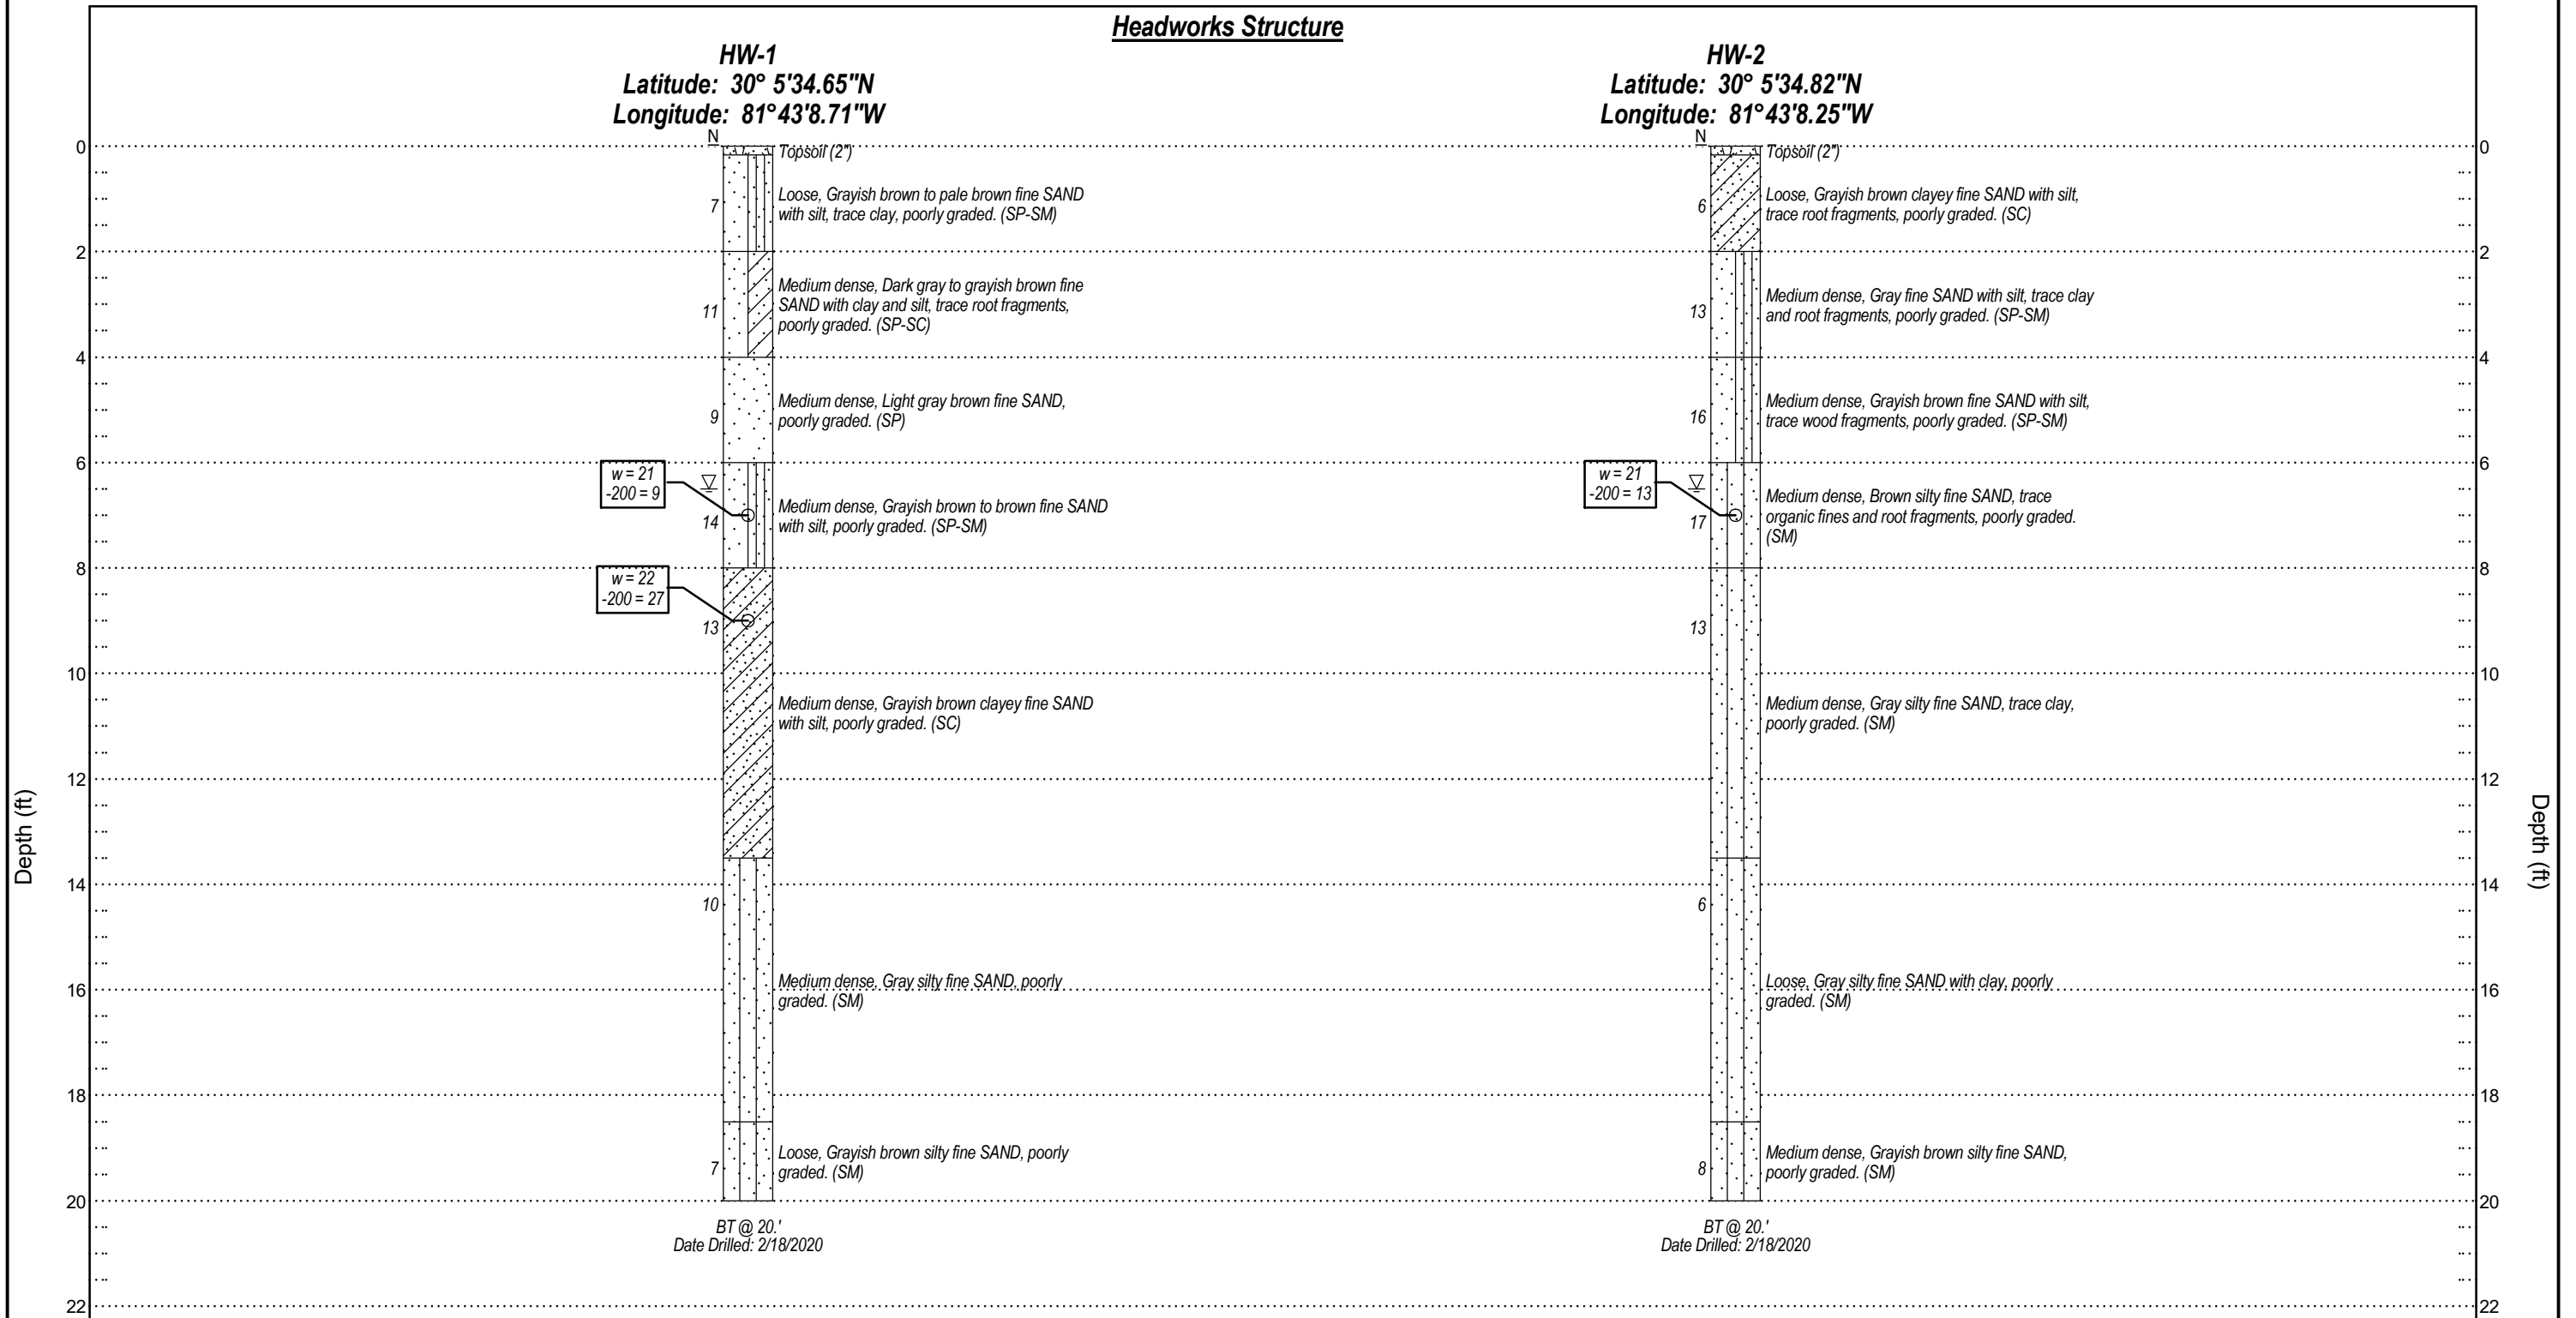 Headworks Structure
HW-1
Latitude: 30° 5'34.65"N
Longitude: 81°43'8.71"W
HW-2
Latitude: 30° 5'34.82"N
Longitude: 81°43'8.25"W
Depth (ft)
0
2
4
6
8
10
12
14
16
18
20
22
N
Topsoil (2")
7
Loose, Grayish brown to pale brown fine SAND
with silt, trace clay, poorly graded. (SP-SM)
11
Medium dense, Dark gray to grayish brown fine
SAND with clay and silt, trace root fragments,
poorly graded. (SP-SC)
9
Medium dense, Light gray brown fine SAND,
poorly graded. (SP)
w = 21
-200 = 9
14
Medium dense, Grayish brown to brown fine SAND
with silt, poorly graded. (SP-SM)
w = 22
-200 = 27
13
Medium dense, Grayish brown clayey fine SAND
with silt, poorly graded. (SC)
10
Medium dense, Gray silty fine SAND, poorly
graded. (SM)
7
Loose, Grayish brown silty fine SAND, poorly
graded. (SM)
BT @ 20.'
Date Drilled: 2/18/2020
N
Topsoil (2")
6
Loose, Grayish brown clayey fine SAND with silt,
trace root fragments, poorly graded. (SC)
13
Medium dense, Gray fine SAND with silt, trace clay
and root fragments, poorly graded. (SP-SM)
16
Medium dense, Grayish brown fine SAND with silt,
trace wood fragments, poorly graded. (SP-SM)
w = 21
-200 = 13
17
Medium dense, Brown silty fine SAND, trace
organic fines and root fragments, poorly graded.
(SM)
13
Medium dense, Gray silty fine SAND, trace clay,
poorly graded. (SM)
6
Loose, Gray silty fine SAND with clay, poorly
graded. (SM)
8
Medium dense, Grayish brown silty fine SAND,
poorly graded. (SM)
BT @ 20.'
Date Drilled: 2/18/2020
0
2
4
6
8
10
12
14
16
18
20
22
Depth (ft)